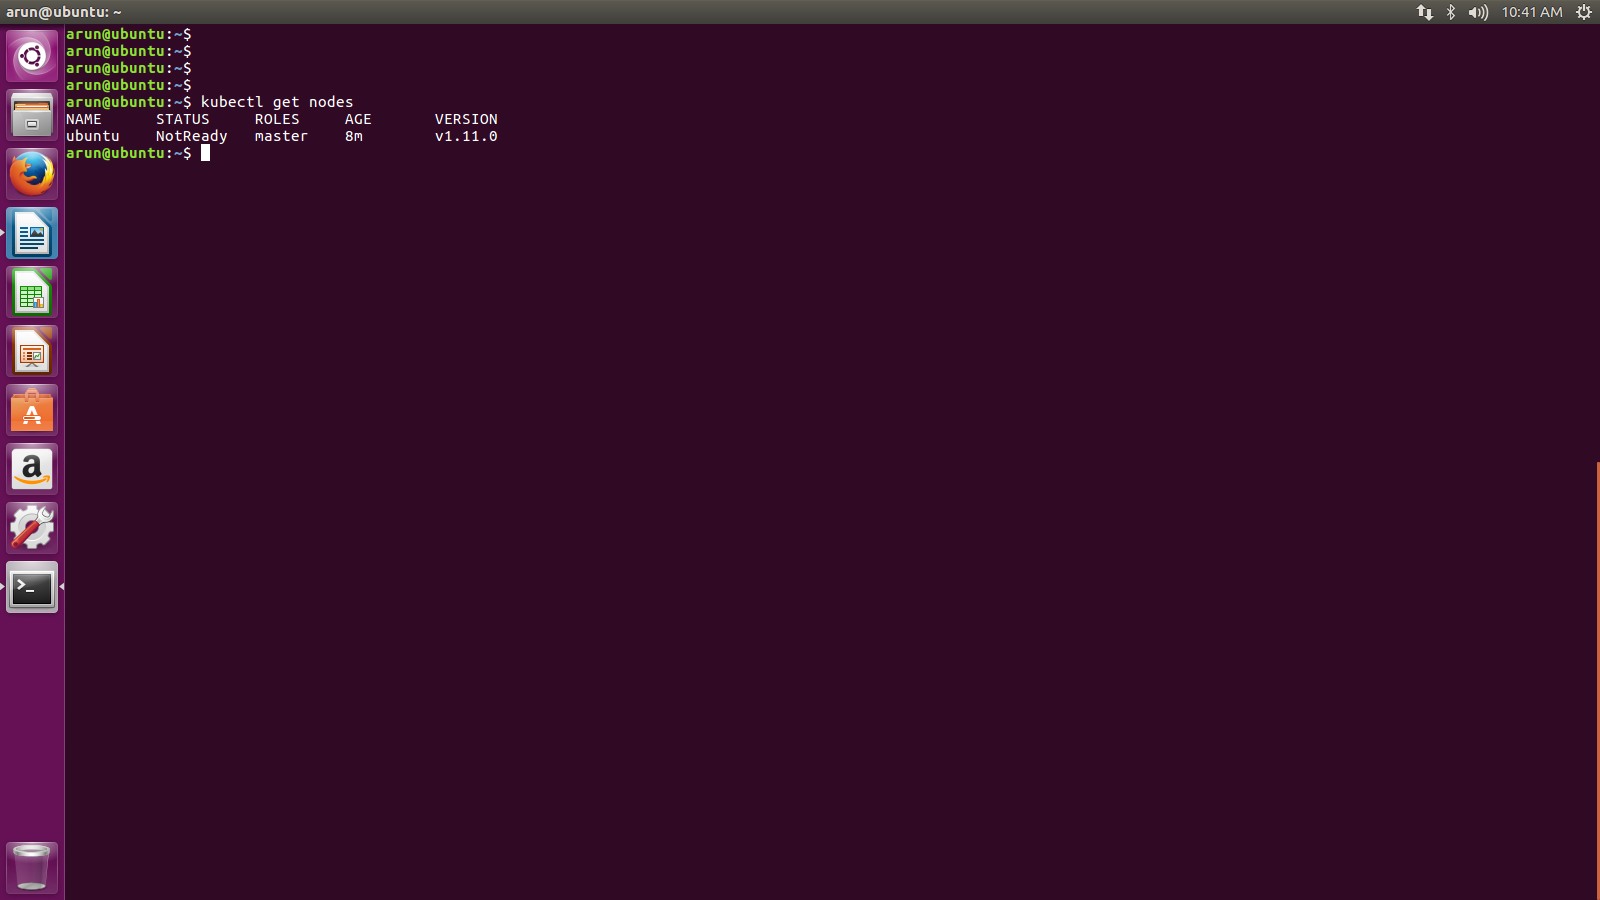 arun@ubuntu: ~
10:41 AM
arun@ubuntu:~$
arun@ubuntu:~$
arun@ubuntu:~$
arun@ubuntu:~$
arun@ubuntu:~$ kubectl get nodes
NAME STATUS ROLES AGE VERSION
ubuntu NotReady master 8m v1.11.0
arun@ubuntu:~$